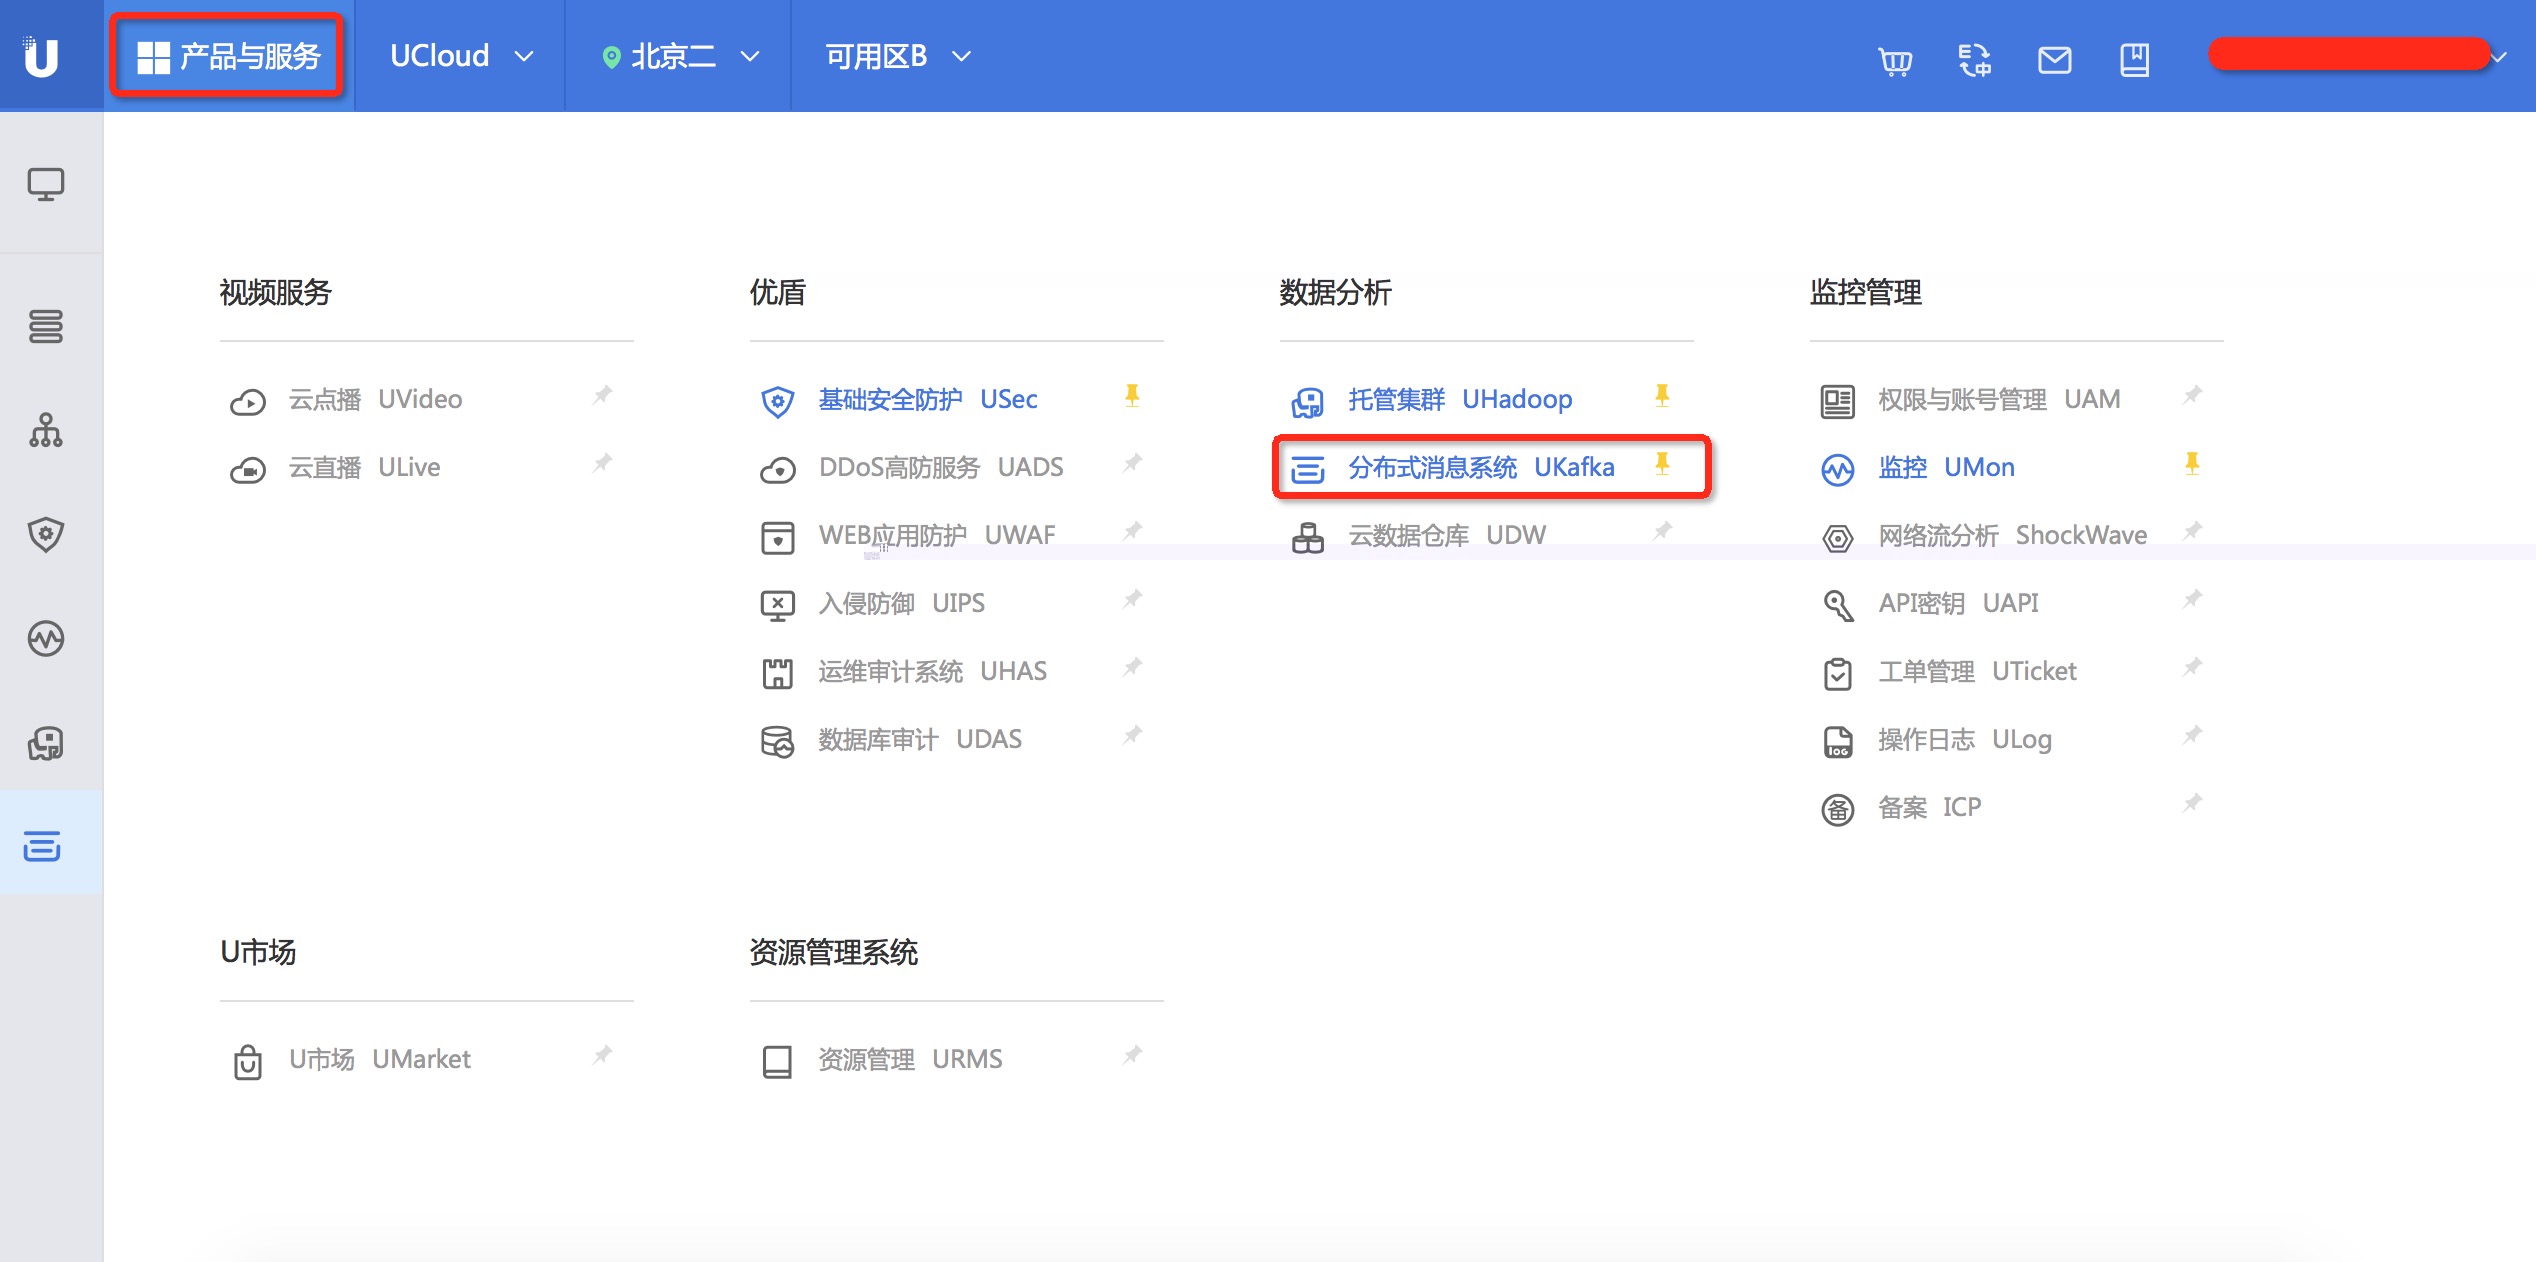 U 产品与服务 UCloud 北京二 可用区B
视频服务
云点播 UVideo
云直播 ULive
优盾
基础安全防护 USec
DDoS高防服务 UADS
WEB应用防护 UWAF
入侵防御 UIPS
运维审计系统 UHAS
数据库审计 UDAS
数据分析
托管集群 UHadoop
分布式消息系统 UKafka
云数据仓库 UDW
监控管理
权限与账号管理 UAM
监控 UMon
网络流分析 ShockWave
API密钥 UAPI
工单管理 UTicket
操作日志 ULog
备案 ICP
U市场
U市场 UMarket
资源管理系统
资源管理 URMS